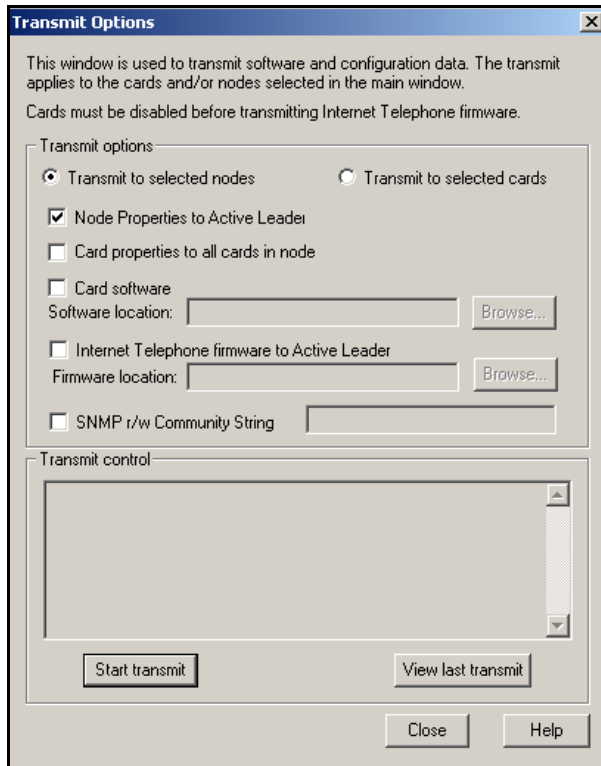 Transmit Options
This window is used to transmit software and configuration data. The transmit
applies to the cards and/or nodes selected in the main window.
Cards must be disabled before transmitting Internet Telephone firmware.
Transmit options
Transmit to selected nodes
Transmit to selected cards
Node Properties to Active Leader
Card properties to all cards in node
Card software
Software location:
Browse...
Internet Telephone firmware to Active Leader
Firmware location:
Browse...
SNMP r/w Community String
Transmit control
Start transmit
View last transmit
Close
Help